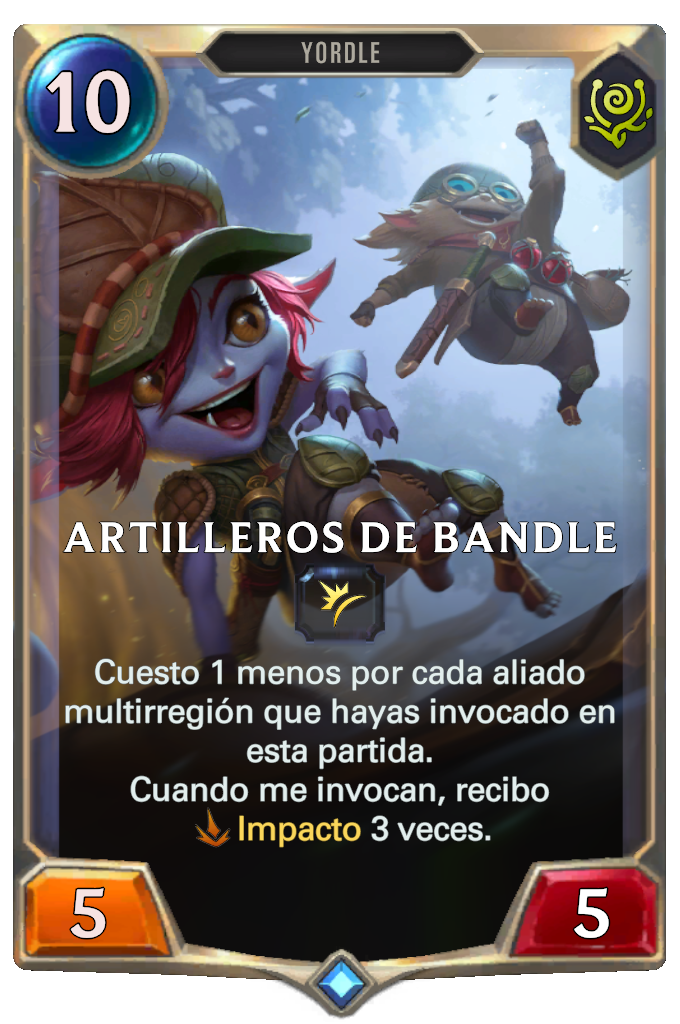 10
YORDLE
ARTILLEROS DE BANDLE
Cuesto 1 menos por cada aliado
multirregión que hayas invocado en
esta partida.
Cuando me invocan, recibo
Impacto 3 veces.
5
5